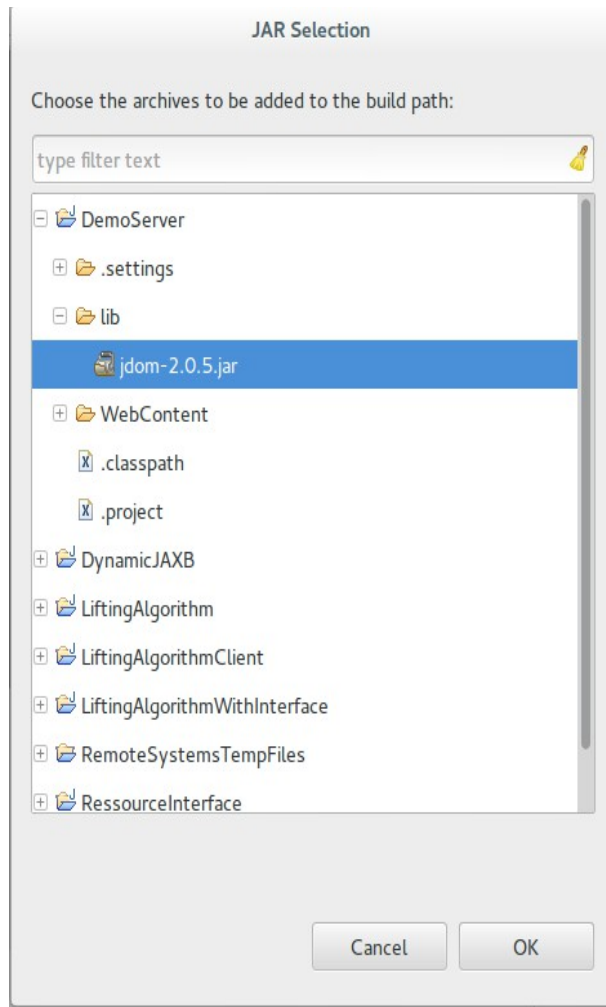 JAR Selection
Choose the archives to be added to the build path:
type filter text
DemoServer
.settings
lib
jdom-2.0.5.jar
WebContent
.classpath
.project
DynamicJAXB
LiftingAlgorithm
LiftingAlgorithmClient
LiftingAlgorithmWithInterface
RemoteSystemsTempFiles
RessourceInterface
Cancel OK